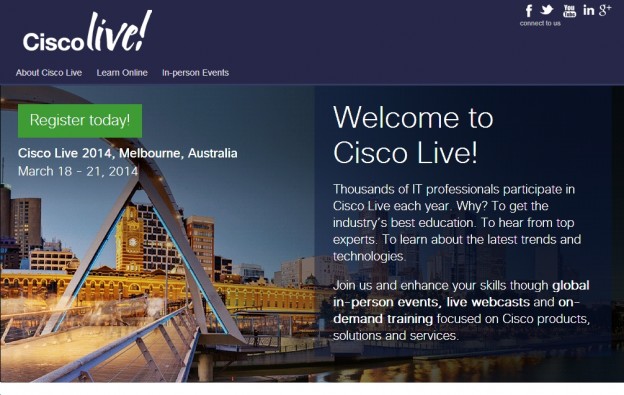 Cisco live!
You
Tube
in
g+
connect to us
About Cisco Live Learn Online In-person Events
Register today!
Cisco Live 2014, Melbourne, Australia
March 18 - 21, 2014
Welcome to
Cisco Live!
Thousands of IT professionals participate in
Cisco Live each year. Why? To get the
industry's best education. To hear from top
experts. To learn about the latest trends and
technologies.
Join us and enhance your skills though global
in-person events, live webcasts and on-
demand training focused on Cisco products,
solutions and services.